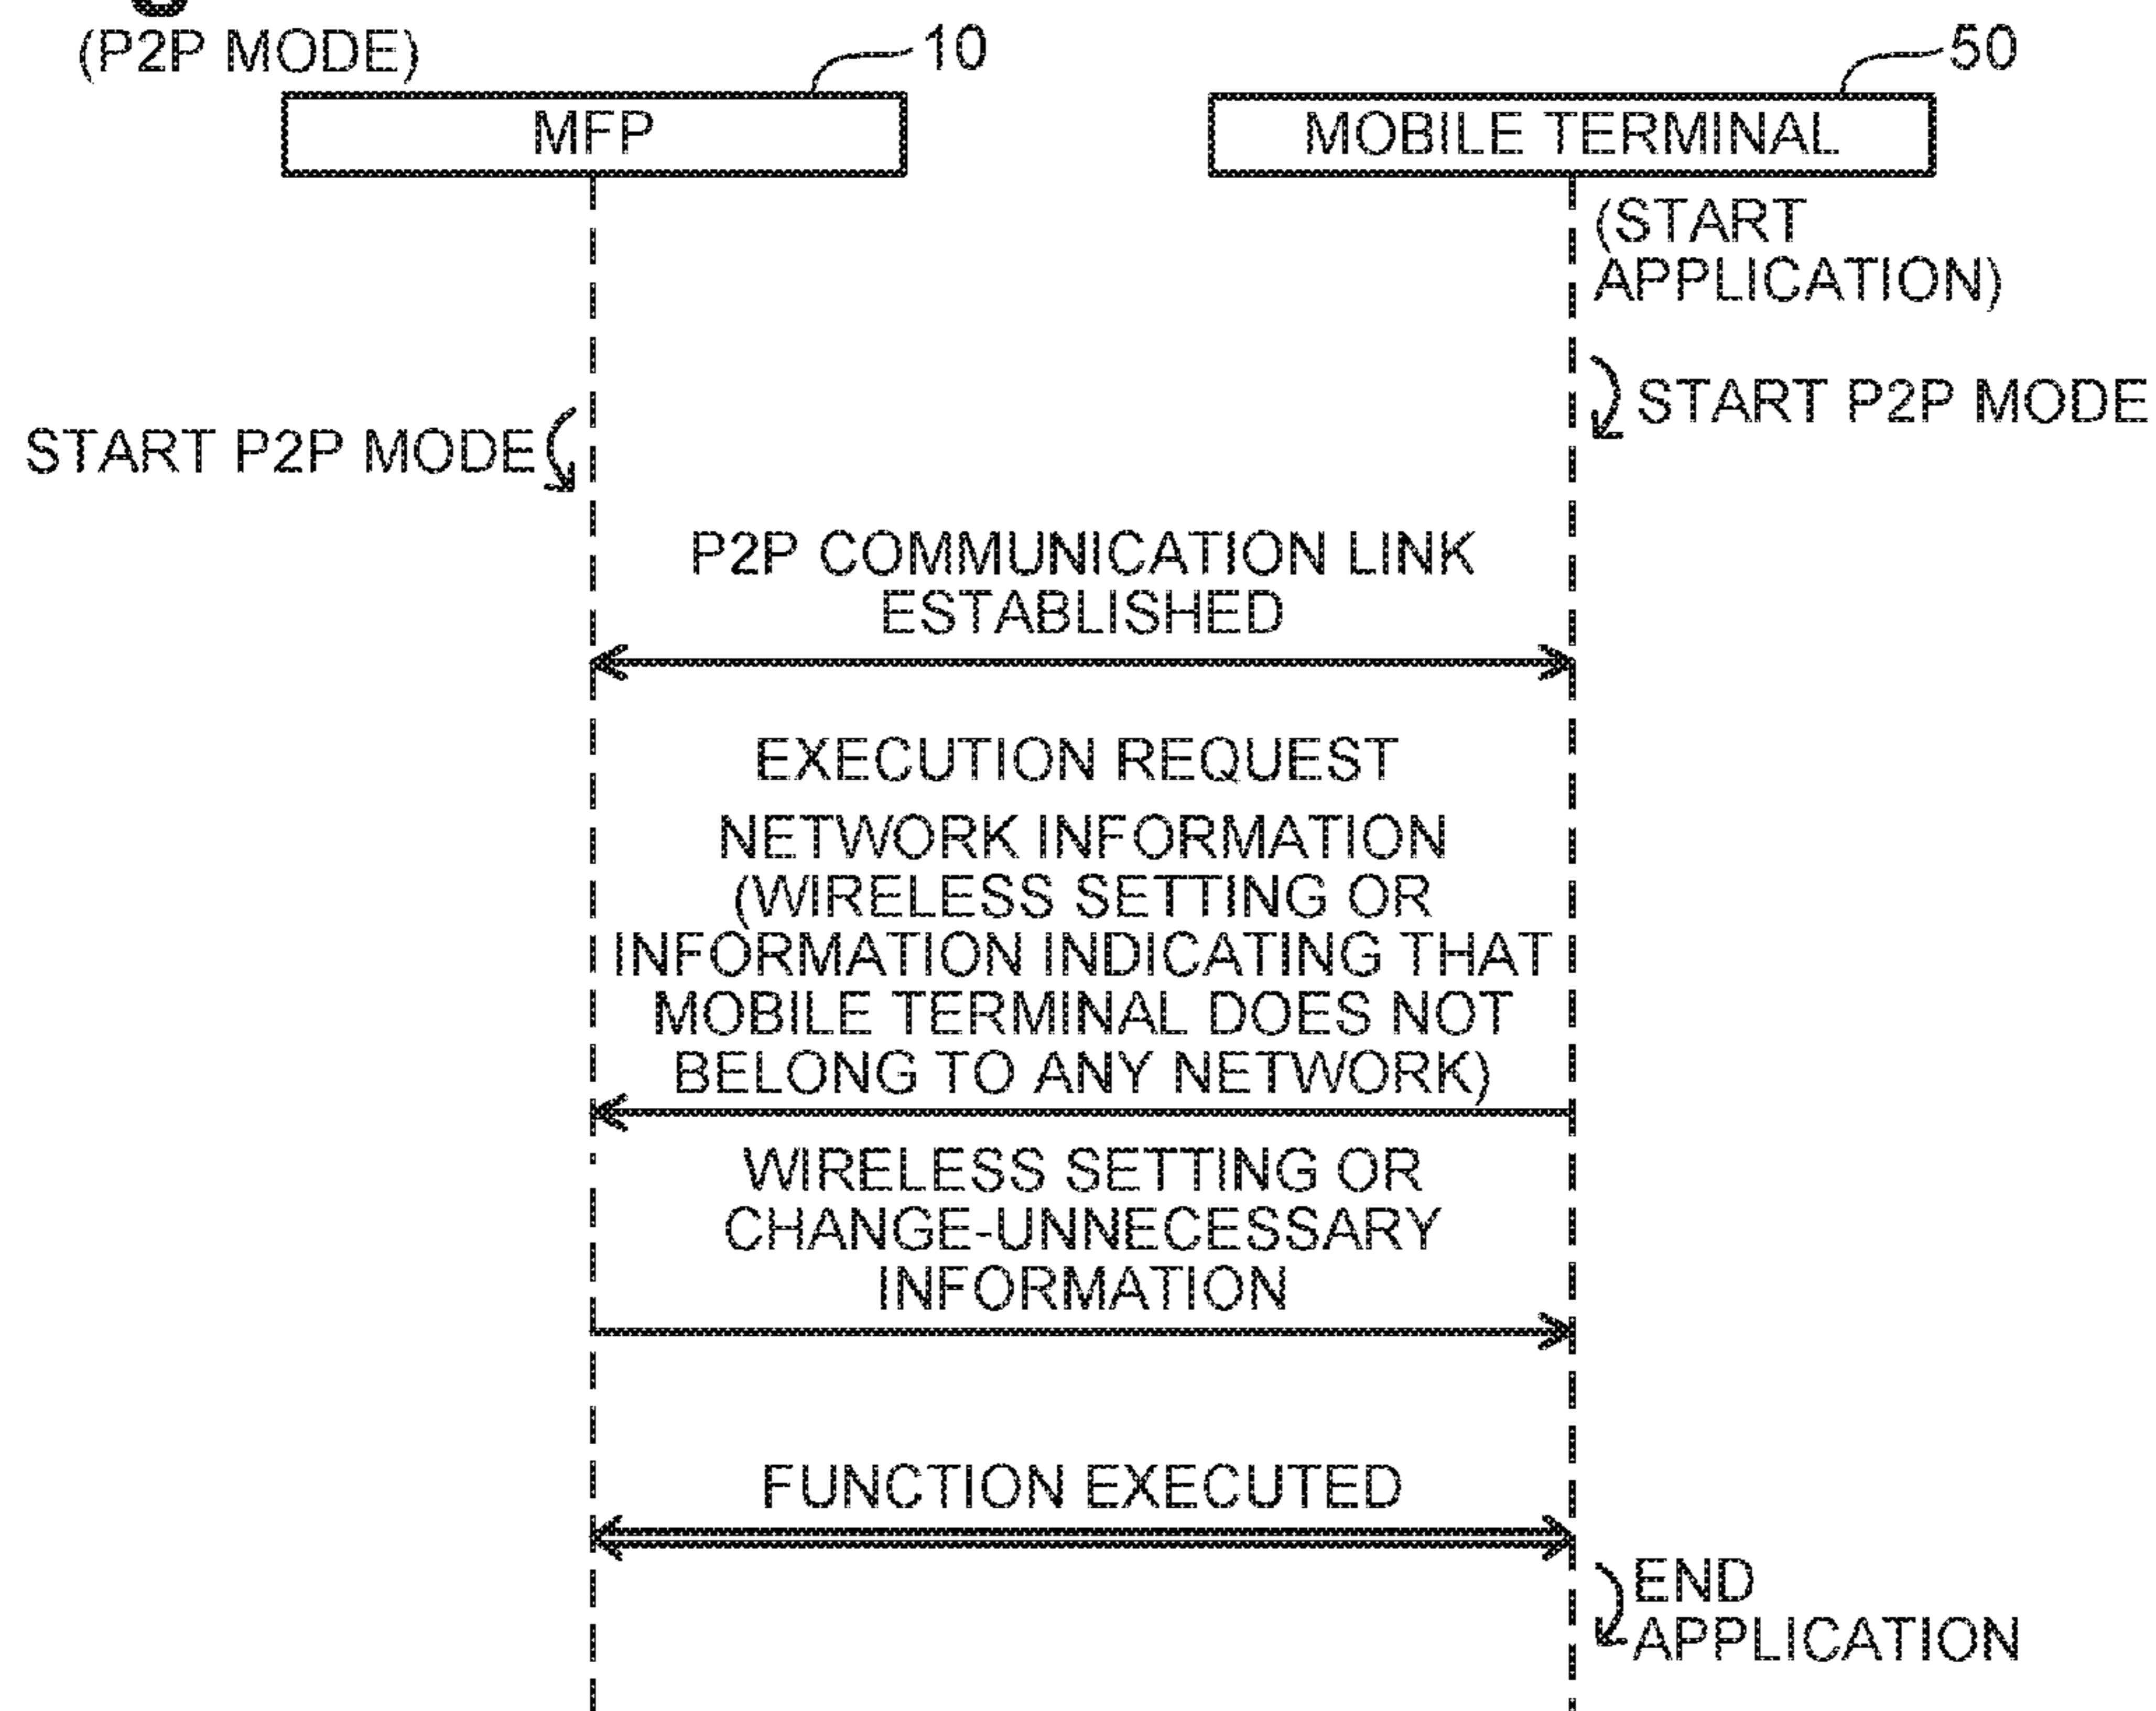 (P2P MODE)
10
50
MFP
MOBILE TERMINAL
(START
APPLICATION)
START P2P MODE
START P2P MODE
P2P COMMUNICATION LINK
ESTABLISHED
EXECUTION REQUEST
NETWORK INFORMATION
(WIRELESS SETTING OR
INFORMATION INDICATING THAT
MOBILE TERMINAL DOES NOT
BELONG TO ANY NETWORK)
WIRELESS SETTING OR
CHANGE-UNNECESSARY
INFORMATION
FUNCTION EXECUTED
END
APPLICATION